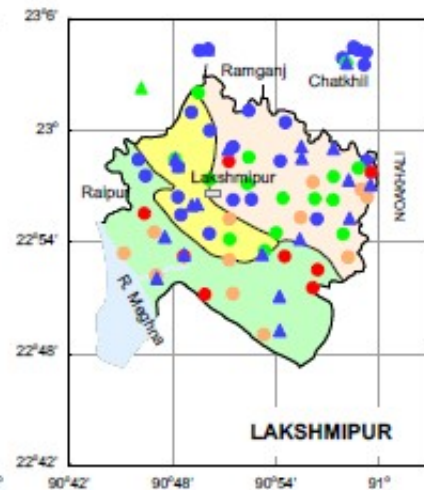 23°6'
Ramganj
Chatkhil
23°
Lakshmipur
Raipur
NOAKHALI
22°54'
R. Meghna
22°48'
LAKSHMIPUR
22°42'
90°42' 90°48' 90°54' 91°